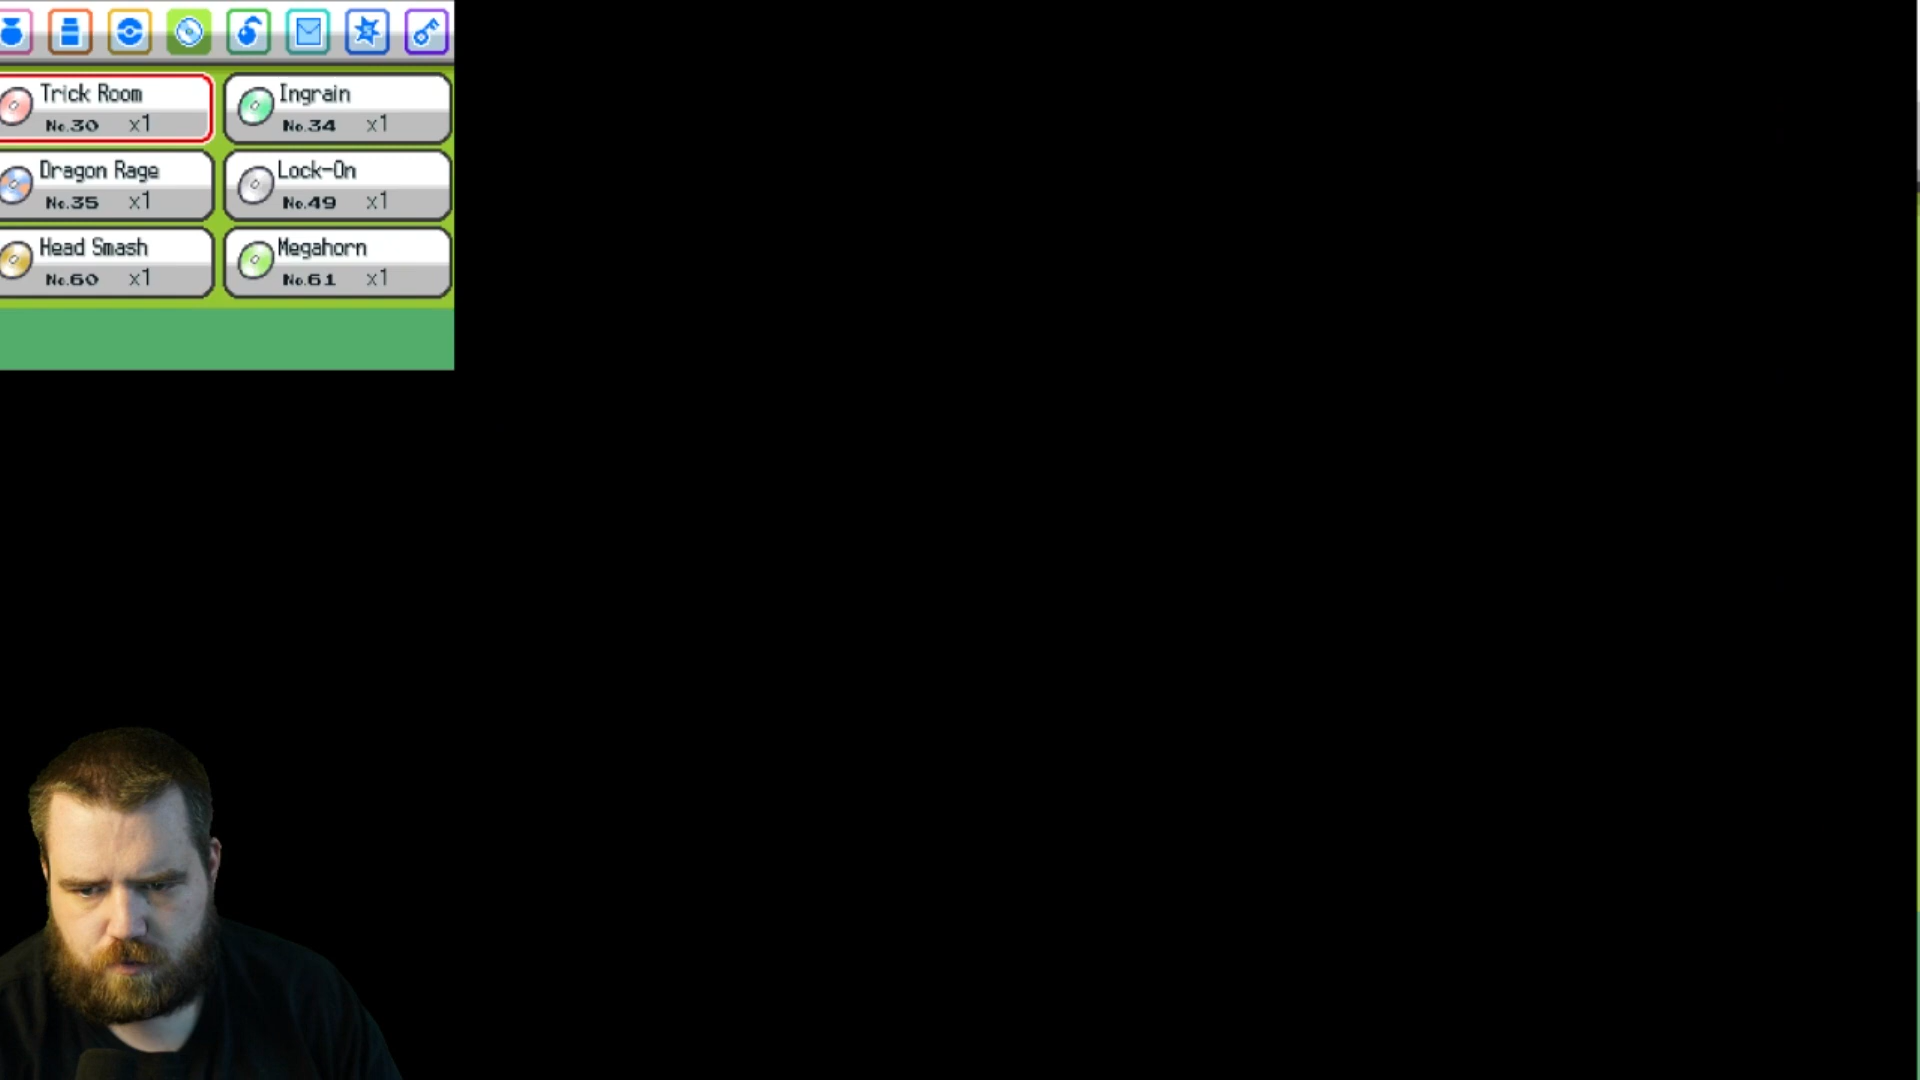 Trick Room
No.30 x1
Ingrain
No.34 x1
Dragon Rage
No.35 x1
Lock-On
No.49 x1
Head Smash
No.60 x1
Megahorn
No.61 x1